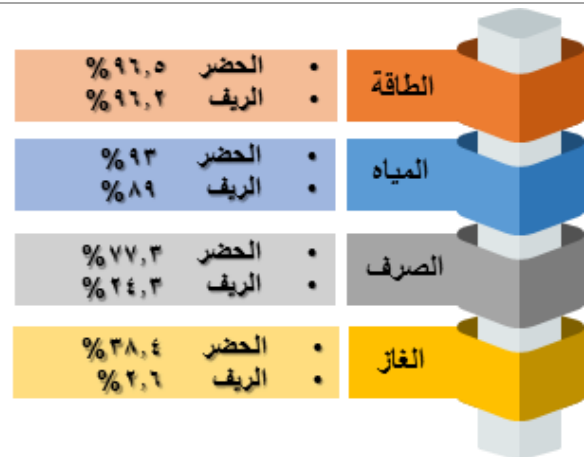 الطاقة
• الحضر ٩٦,٥%
• الريف ٩٦,٢%
المياه
• الحضر ٩٣%
• الريف ٨٩%
الصرف
• الحضر ٧٧,٣%
• الريف ٢٤,٣%
الغاز
• الحضر ٣٨,٤%
• الريف ٢,٦%